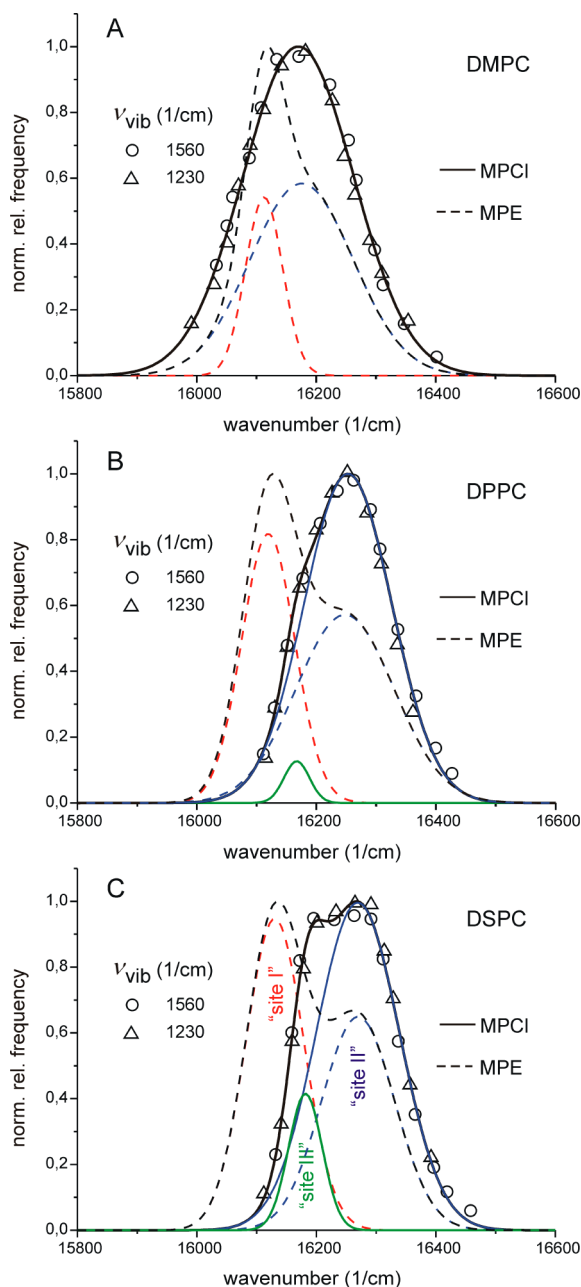 A
DMPC
νvib (1/cm)
1560
1230
MPCI
MPE
norm. rel. frequency
1,0
0,8
0,6
0,4
0,2
0,0
15800 16000 16200 16400 16600
wavenumber (1/cm)
B
DPPC
νvib (1/cm)
1560
1230
MPCI
MPE
norm. rel. frequency
1,0
0,8
0,6
0,4
0,2
0,0
15800 16000 16200 16400 16600
wavenumber (1/cm)
C
DSPC
νvib (1/cm)
1560
1230
MPCI
MPE
"site I"
"site II"
"site III"
norm. rel. frequency
1,0
0,8
0,6
0,4
0,2
0,0
15800 16000 16200 16400 16600
wavenumber (1/cm)